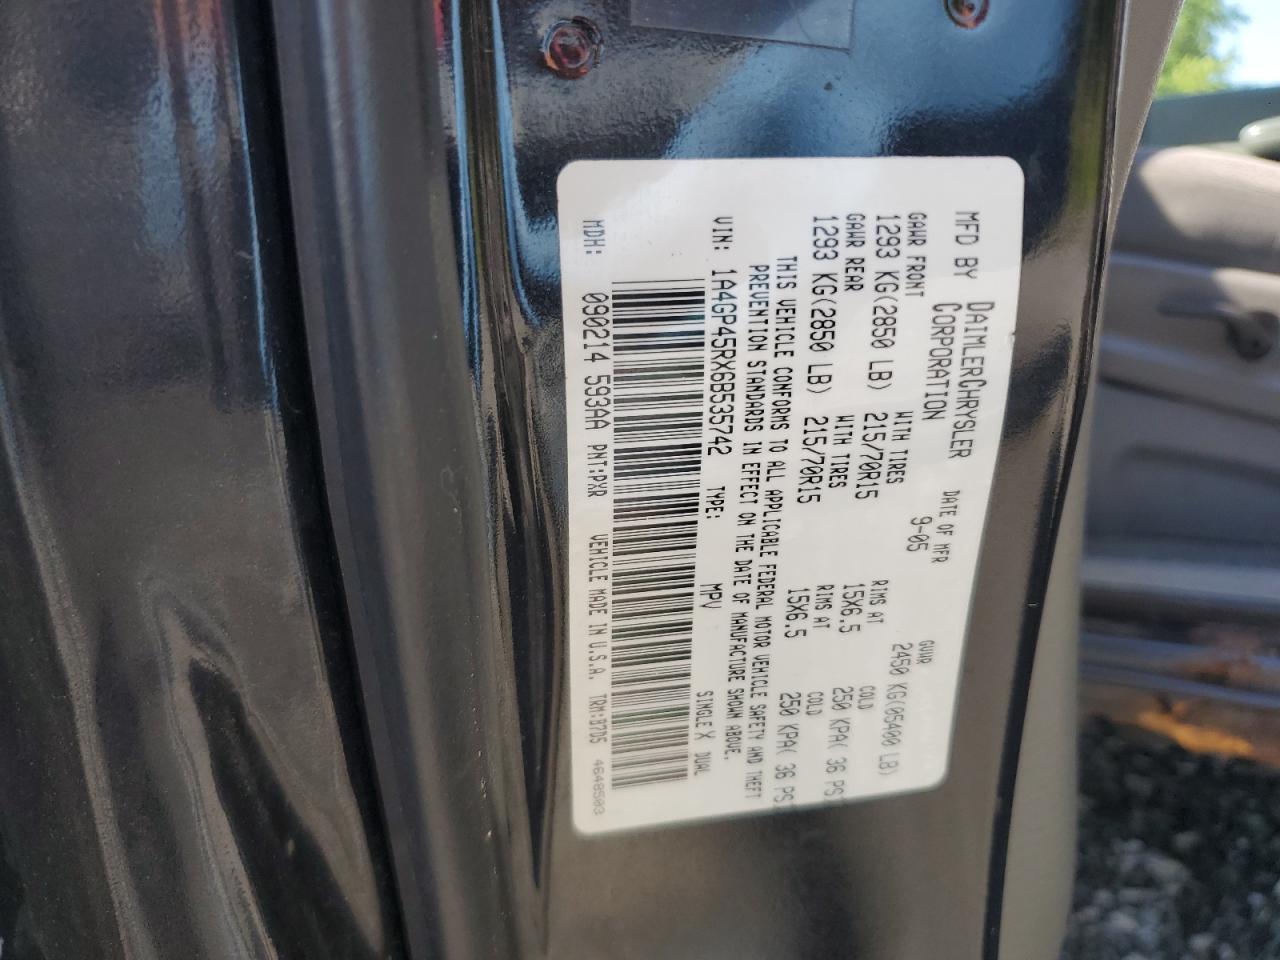 MFD BY DAIMLERCHRYSLER CORPORATION DATE OF MFR 9-05 GVWR 2450 KG(05400 LB)
GAWR FRONT WITH TIRES RIMS AT COLD
1293 KG(2850 LB) 215/70R15 15X6.5 250 KPA( 36 PSI
GAWR REAR WITH TIRES RIMS AT COLD
1293 KG(2850 LB) 215/70R15 15X6.5 250 KPA( 36 PS
THIS VEHICLE CONFORMS TO ALL APPLICABLE FEDERAL MOTOR VEHICLE SAFETY AND THEFT
PREVENTION STANDARDS IN EFFECT ON THE DATE OF MANUFACTURE SHOWN ABOVE.
VIN: 1A4GP45RX6B535742 TYPE: MPV SINGLE X DUAL
MDH: 090214 593AA PNT:PXR VEHICLE MADE IN U.S.A. TRM:B7D5 4648503